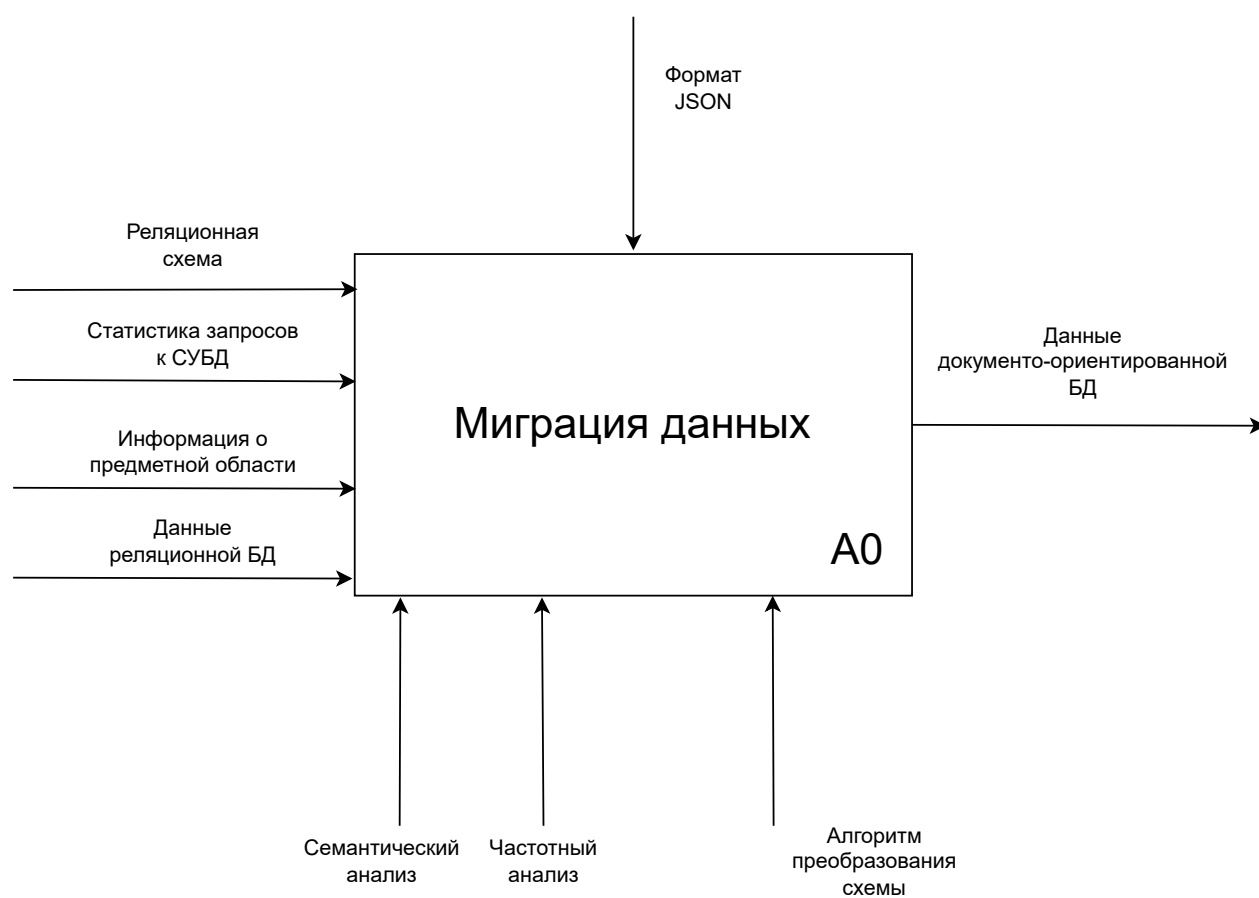 Формат
JSON
Реляционная
схема
Статистика запросов
к СУБД
Информация о
предметной области
Данные
реляционной БД
Миграция данных
A0
Данные
документо-ориентированной
БД
Семантический
анализ
Частотный
анализ
Алгоритм
преобразования
схемы